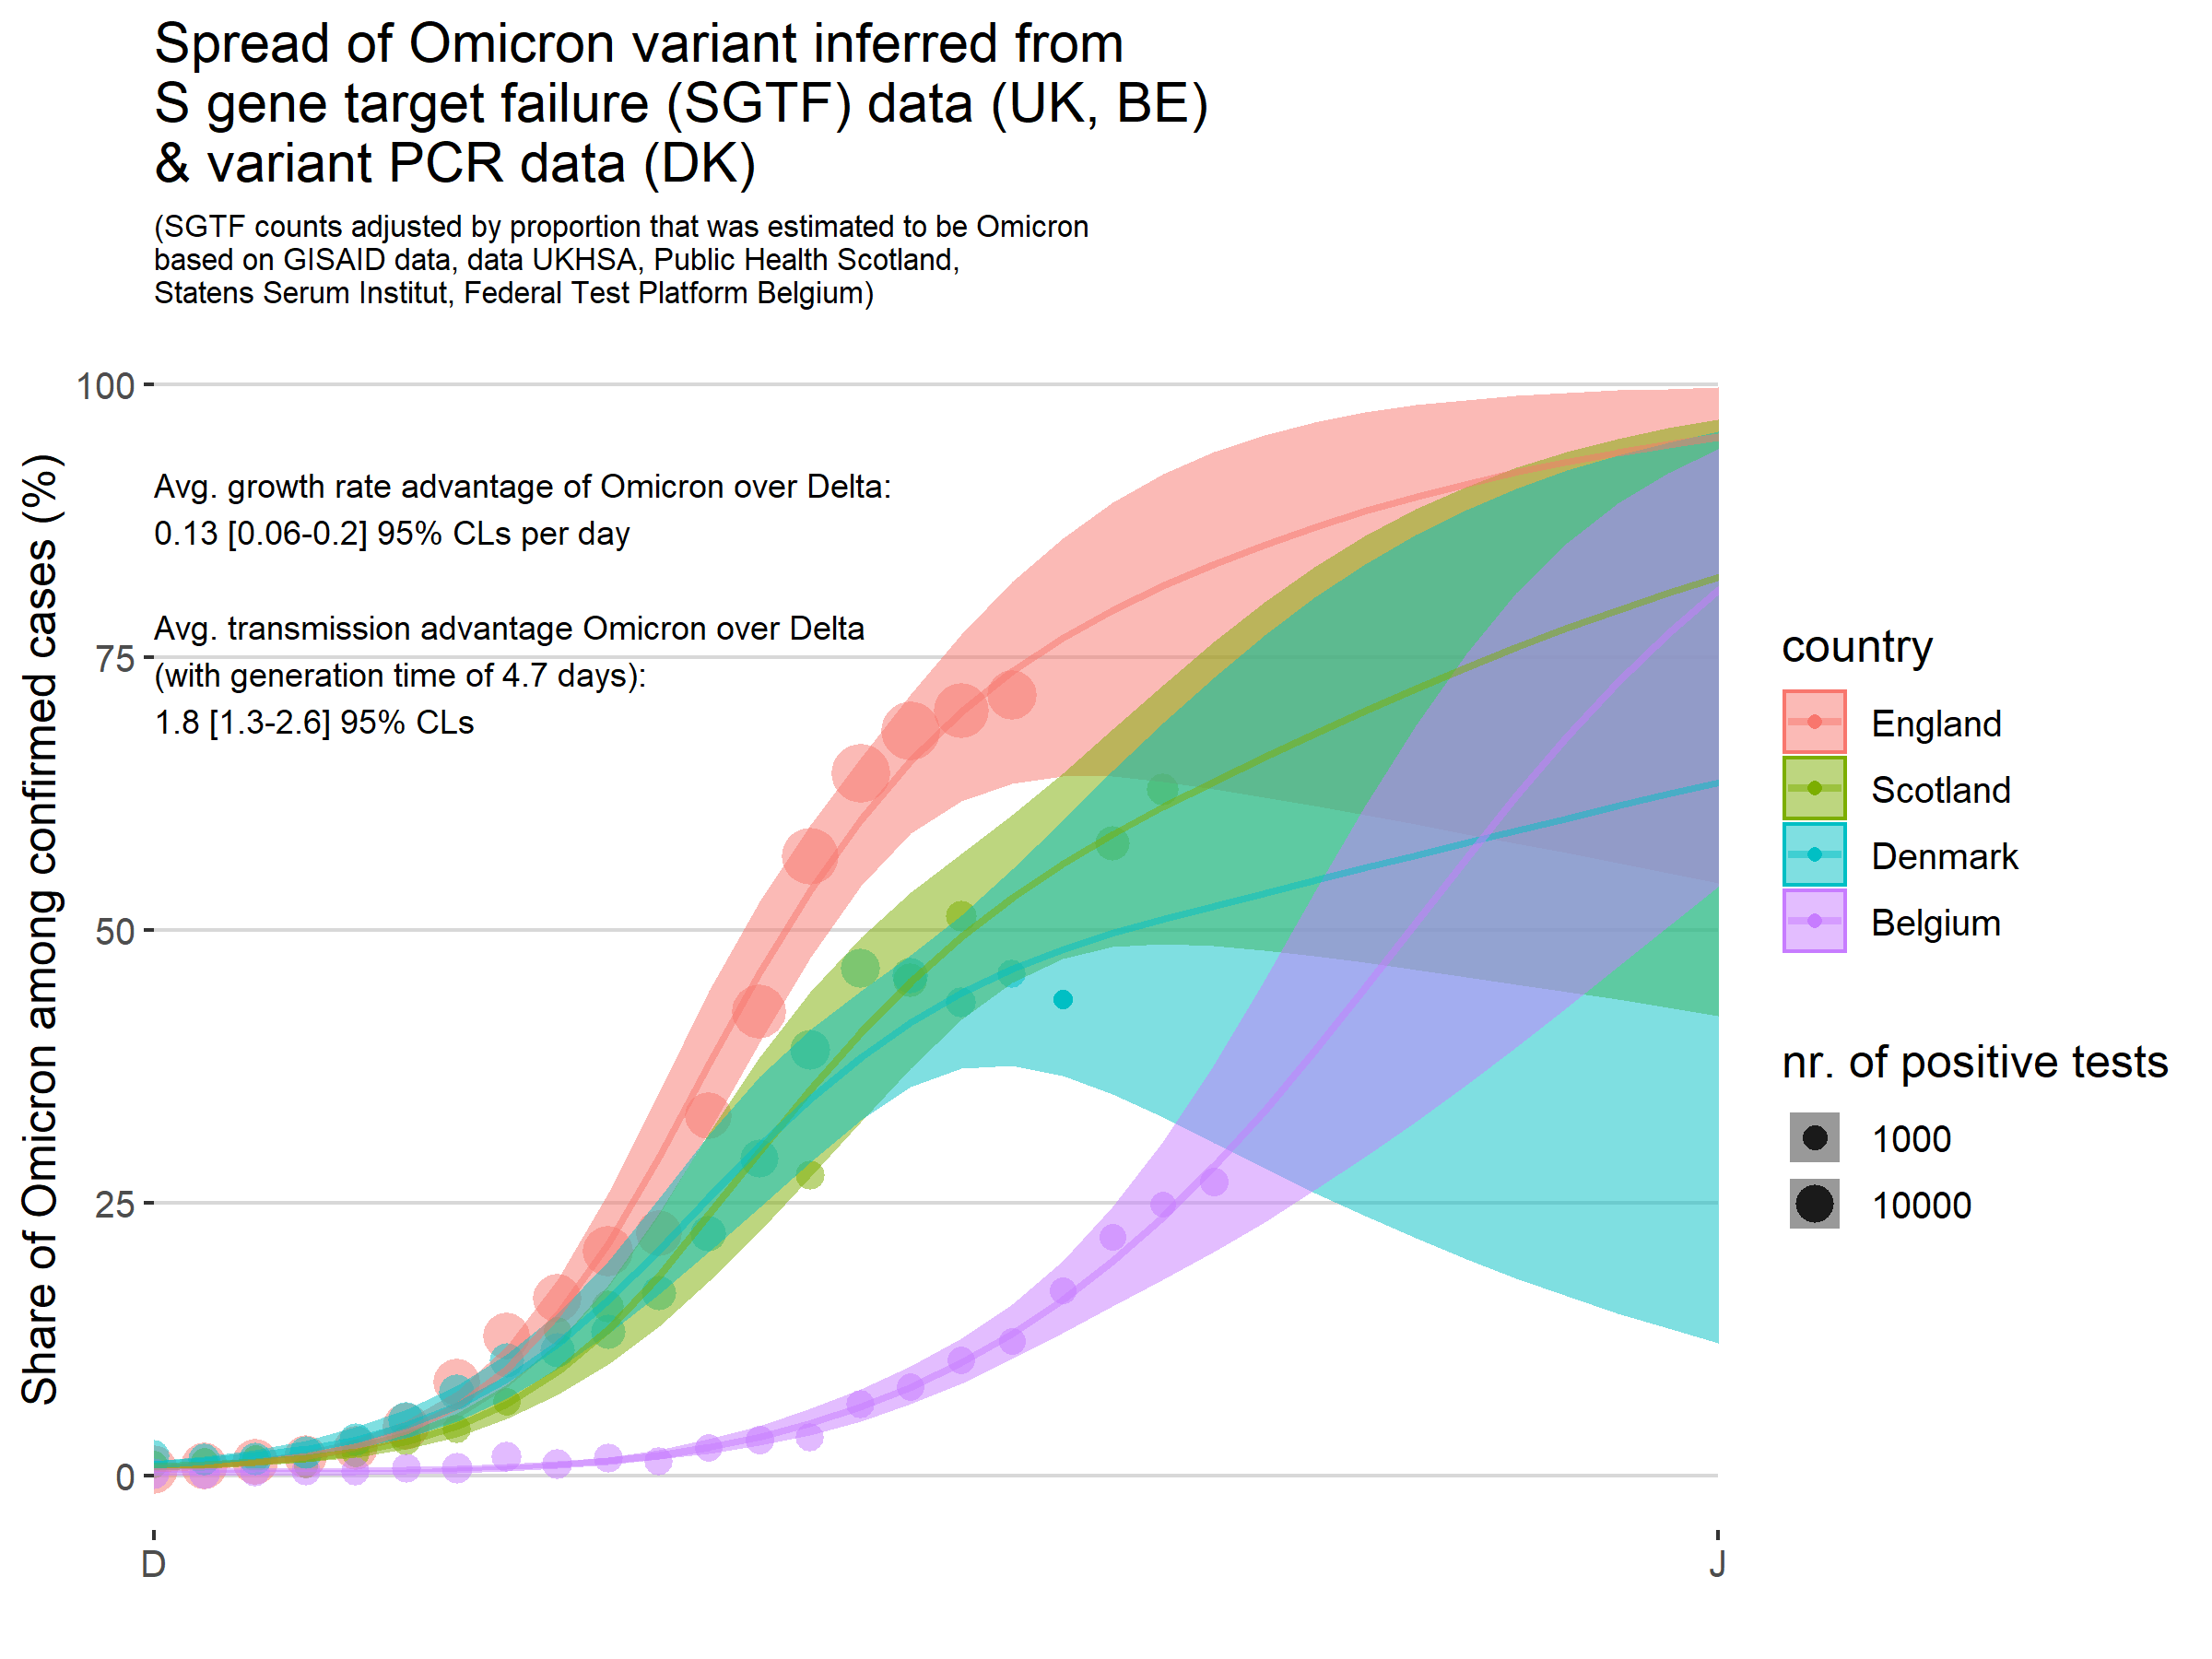 Spread of Omicron variant inferred from
S gene target failure (SGTF) data (UK, BE)
& variant PCR data (DK)
(SGTF counts adjusted by proportion that was estimated to be Omicron
based on GISAID data, data UKHSA, Public Health Scotland,
Statens Serum Institut, Federal Test Platform Belgium)
Share of Omicron among confirmed cases (%)
100
75
50
25
0
Avg. growth rate advantage of Omicron over Delta:
0.13 [0.06-0.2] 95% CLs per day
Avg. transmission advantage Omicron over Delta
(with generation time of 4.7 days):
1.8 [1.3-2.6] 95% CLs
D
J
country
England
Scotland
Denmark
Belgium
nr. of positive tests
1000
10000